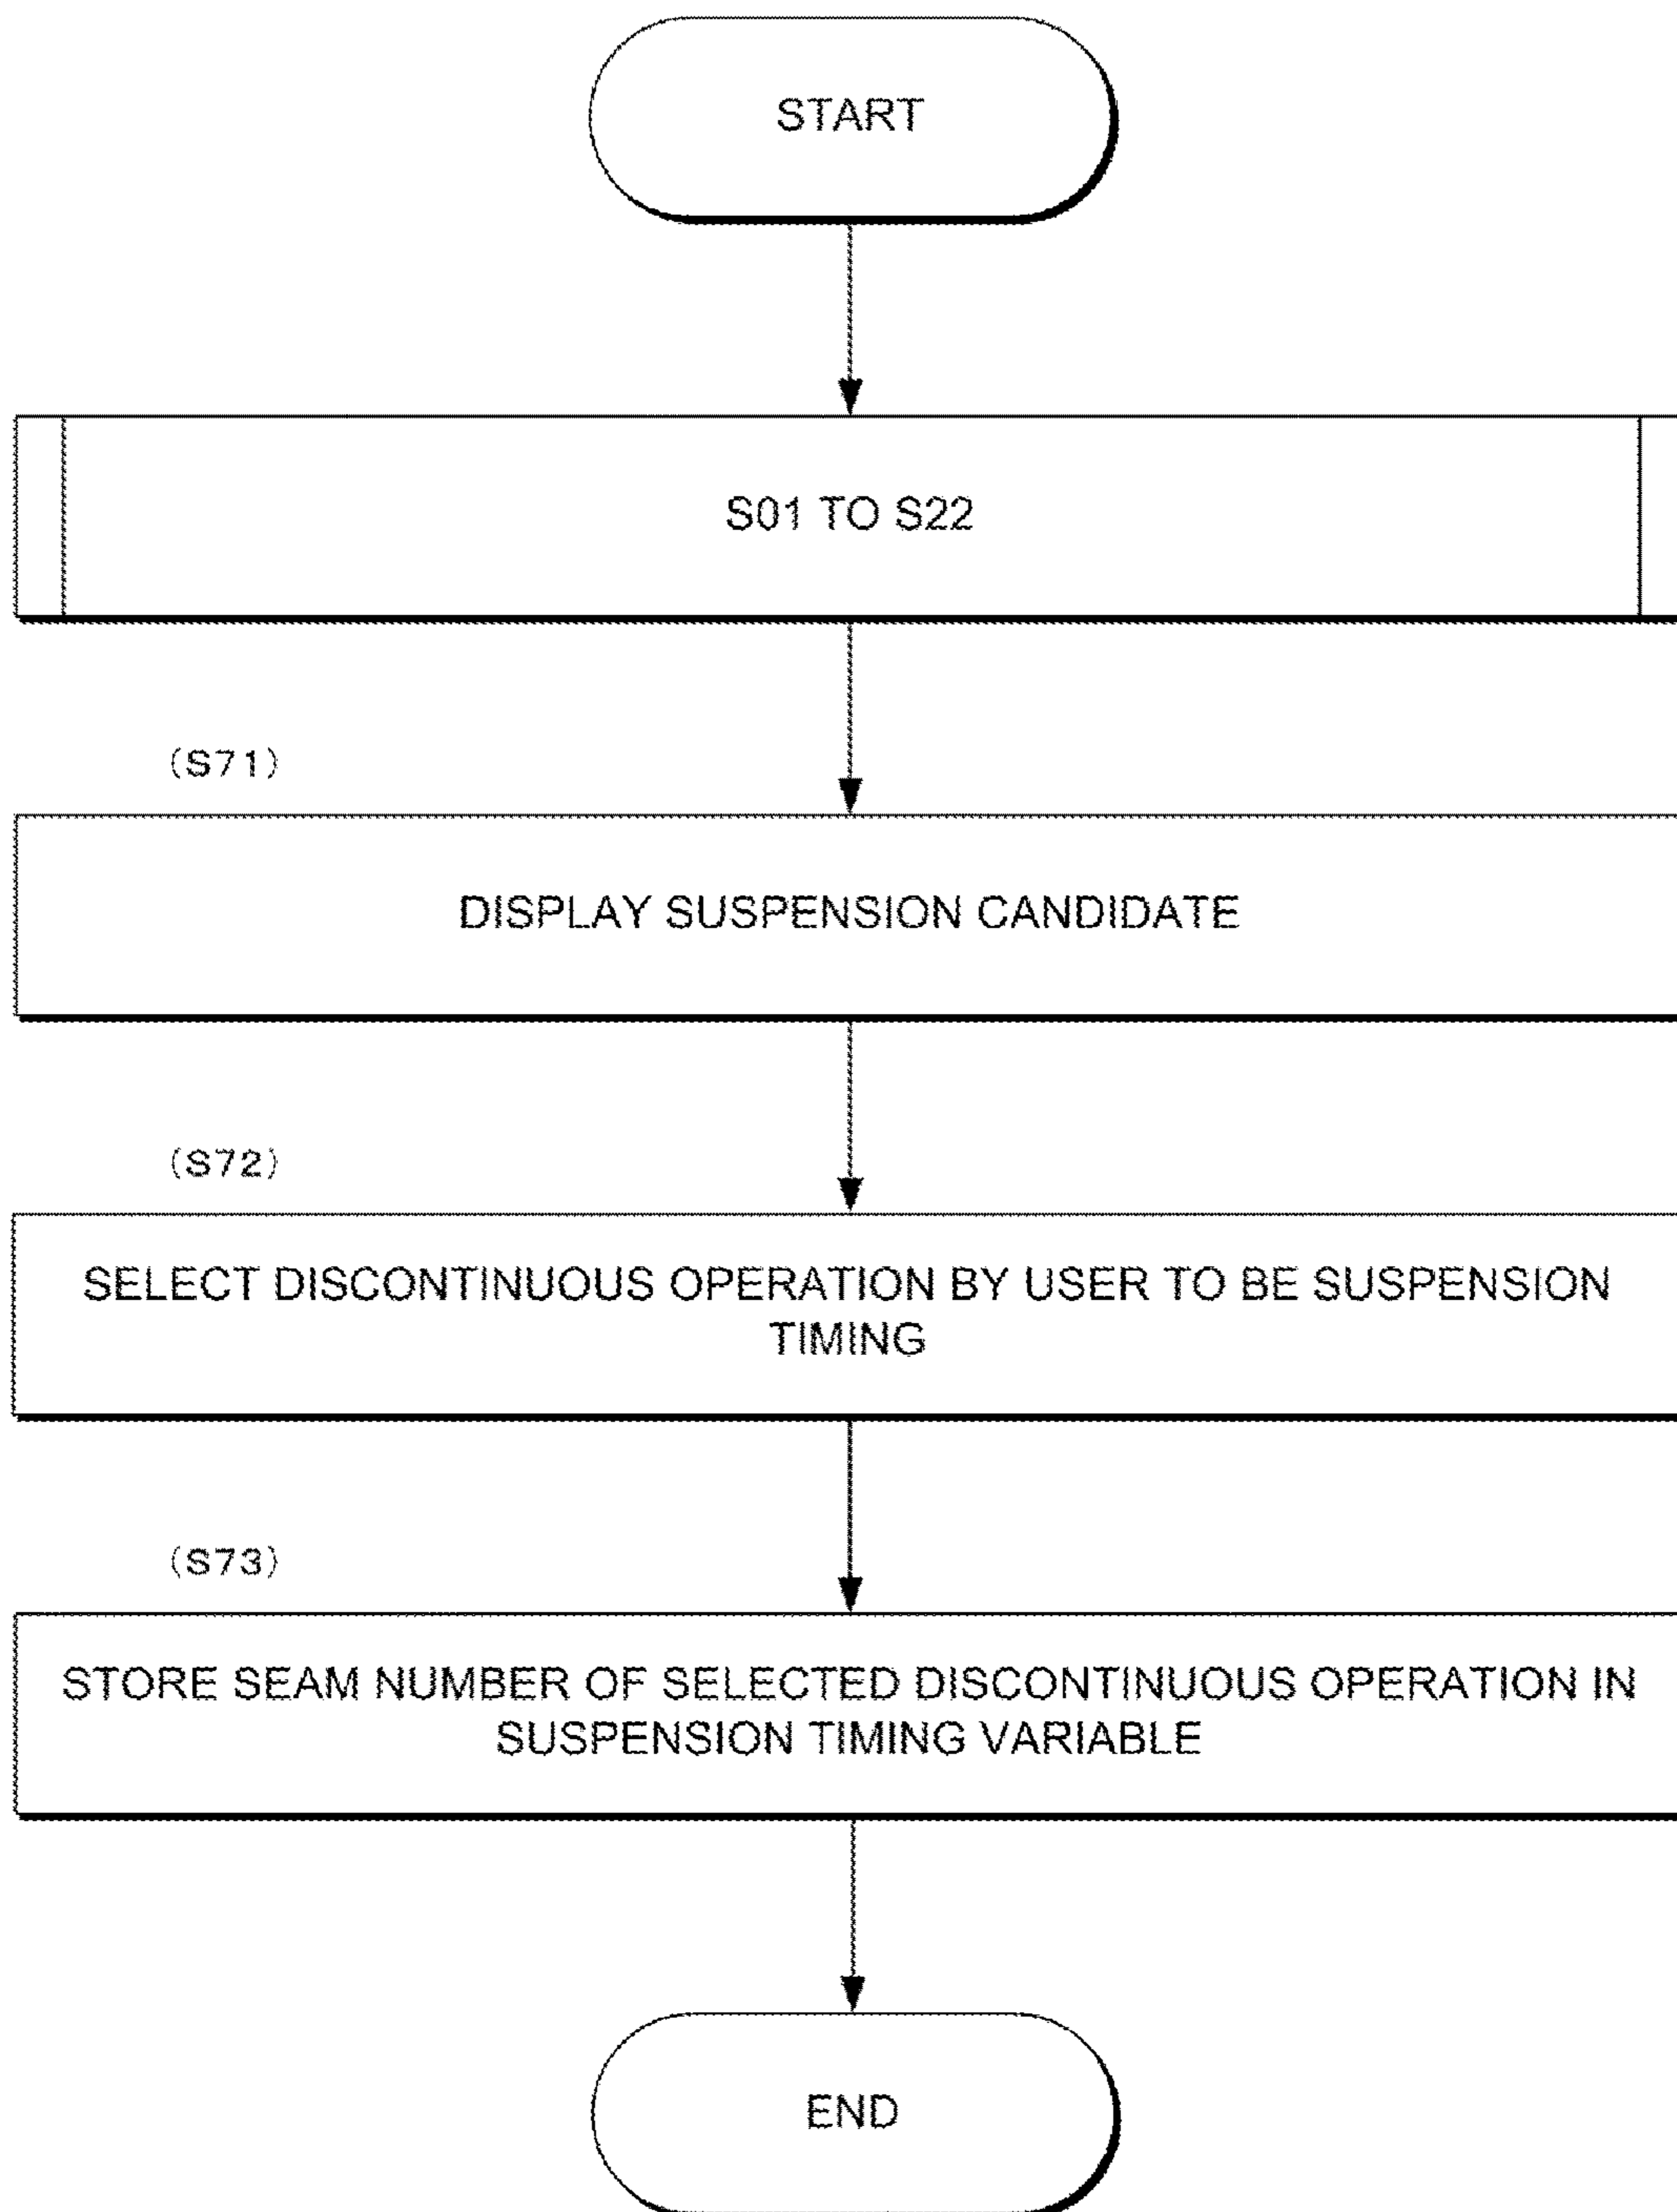 START
S01 TO S22
(S71)
DISPLAY SUSPENSION CANDIDATE
(S72)
SELECT DISCONTINUOUS OPERATION BY USER TO BE SUSPENSION
TIMING
(S73)
STORE SEAM NUMBER OF SELECTED DISCONTINUOUS OPERATION IN
SUSPENSION TIMING VARIABLE
END